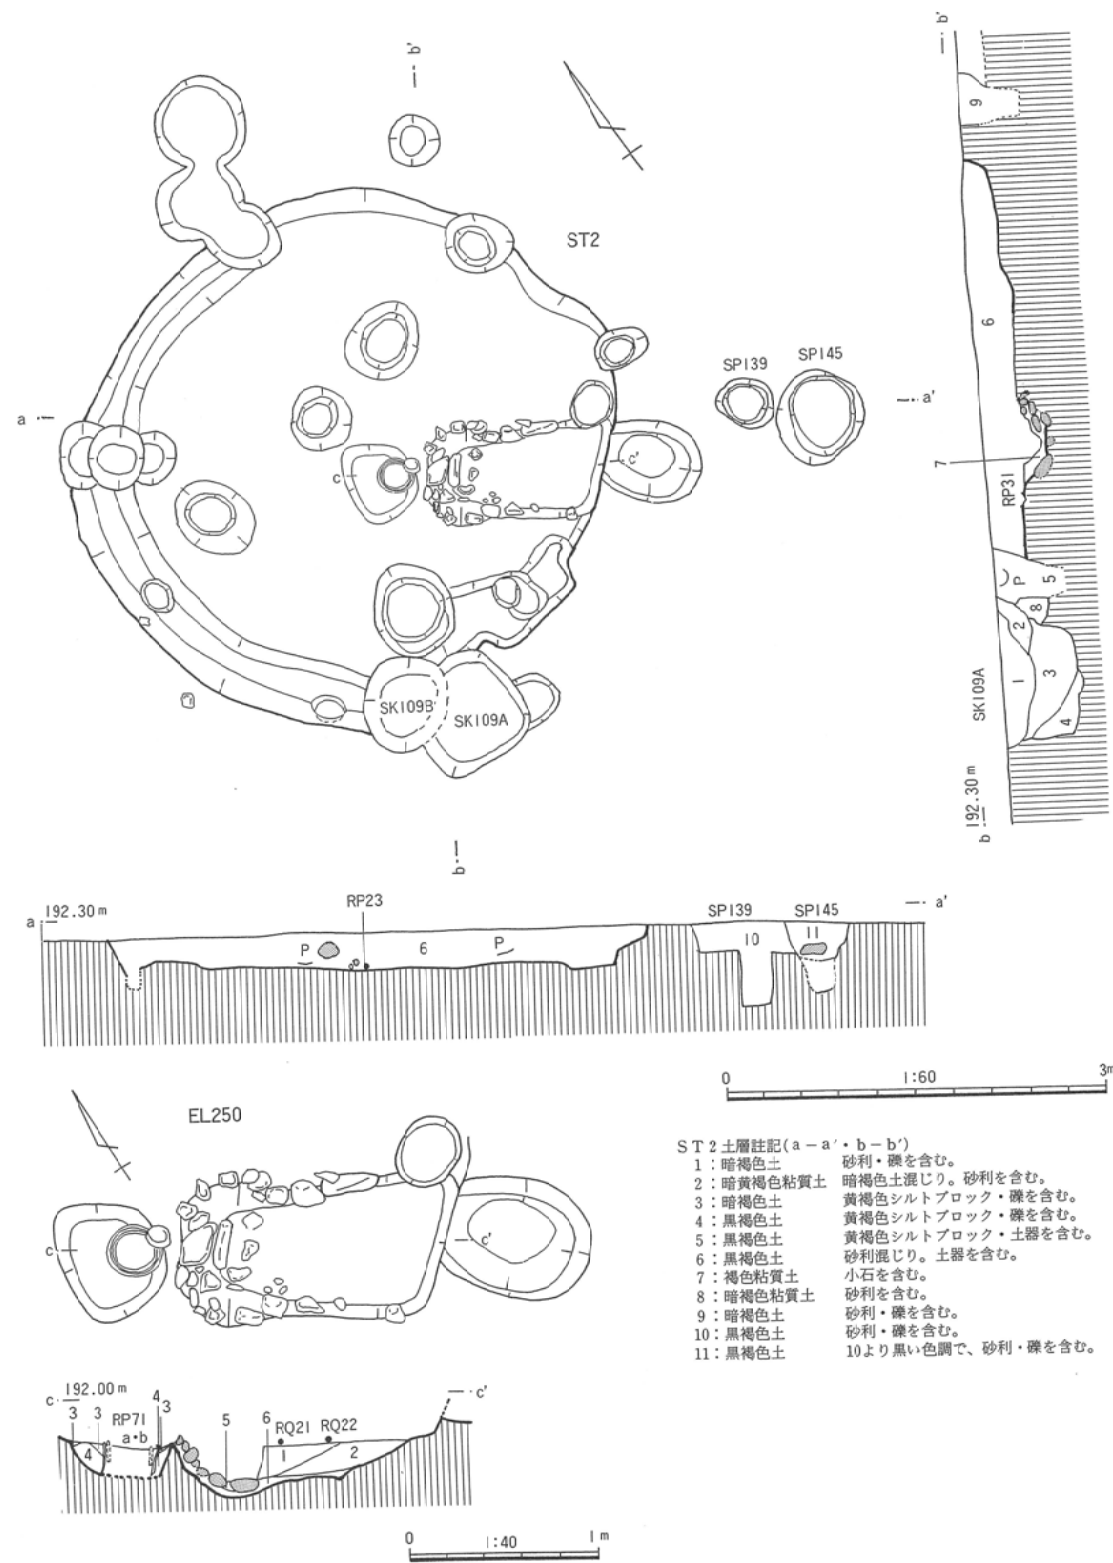 b'
ST2
SP139
SP145
a
a'
c
c'
SK109B
SK109A
b
b'
9
6
7
RP31
P
5
8
2
1
3
4
SK109A
192.30m
b
a
192.30m
RP23
P
6
P
SP139
SP145
10
11
a'
0
1:60
3m
EL250
c
c'
ST2土層註記(a-a'・b-b')
1:暗褐色土 砂利・礫を含む。
2:暗黄褐色粘質土 暗褐色土混じり。砂利を含む。
3:暗褐色土 黄褐色シルトブロック・礫を含む。
4:黒褐色土 黄褐色シルトブロック・礫を含む。
5:黒褐色土 黄褐色シルトブロック・土器を含む。
6:黒褐色土 砂利混じり。土器を含む。
7:褐色粘質土 小石を含む。
8:暗褐色粘質土 砂利を含む。
9:暗褐色土 砂利・礫を含む。
10:黒褐色土 砂利・礫を含む。
11:黒褐色土 10より黒い色調で、砂利・礫を含む。
c
192.00m
3
3
RP71
a・b
4
3
5
6
RQ21
RQ22
c'
4
1
2
0
1:40
1m